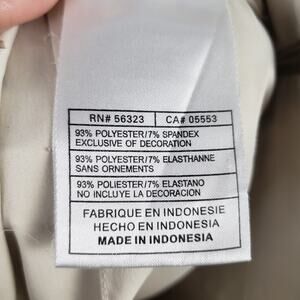 RN# 56323 CA# 05553
93% POLYESTER/7% SPANDEX
EXCLUSIVE OF DECORATION
93% POLYESTER/7% ELASTHANNE
SANS ORNEMENTS
93% POLIESTER/7% ELASTANO
NO INCLUYE LA DECORACION
FABRIQUE EN INDONESIE
HECHO EN INDONESIA
MADE IN INDONESIA